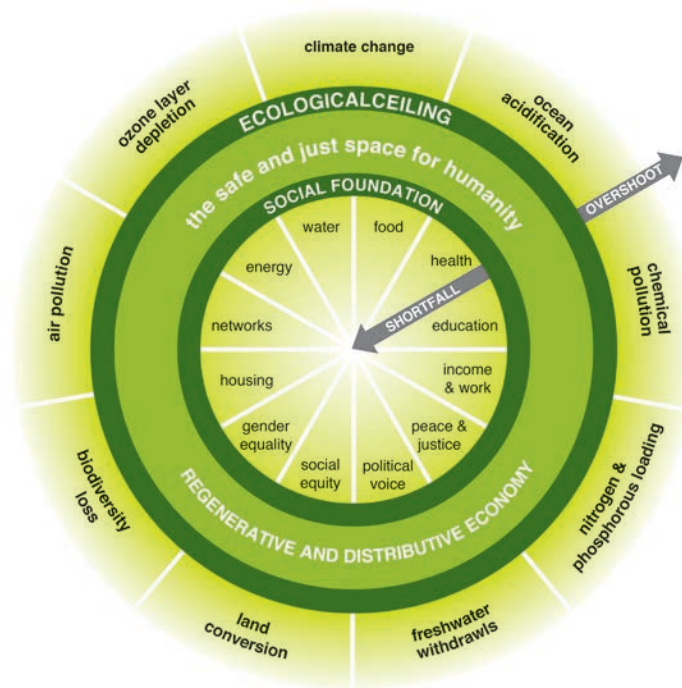 climate change
ocean
acidification
chemical
pollution
nitrogen &
phosphorous loading
freshwater
withdrawls
land
conversion
biodiversity
loss
air pollution
ozone layer
depletion
OVERSHOOT
ECOLOGICALCEILING
the safe and just space for humanity
SOCIAL FOUNDATION
water
food
health
SHORTFALL
education
income
& work
peace &
justice
political
voice
social
equity
gender
equality
housing
networks
energy
REGENERATIVE AND DISTRIBUTIVE ECONOMY